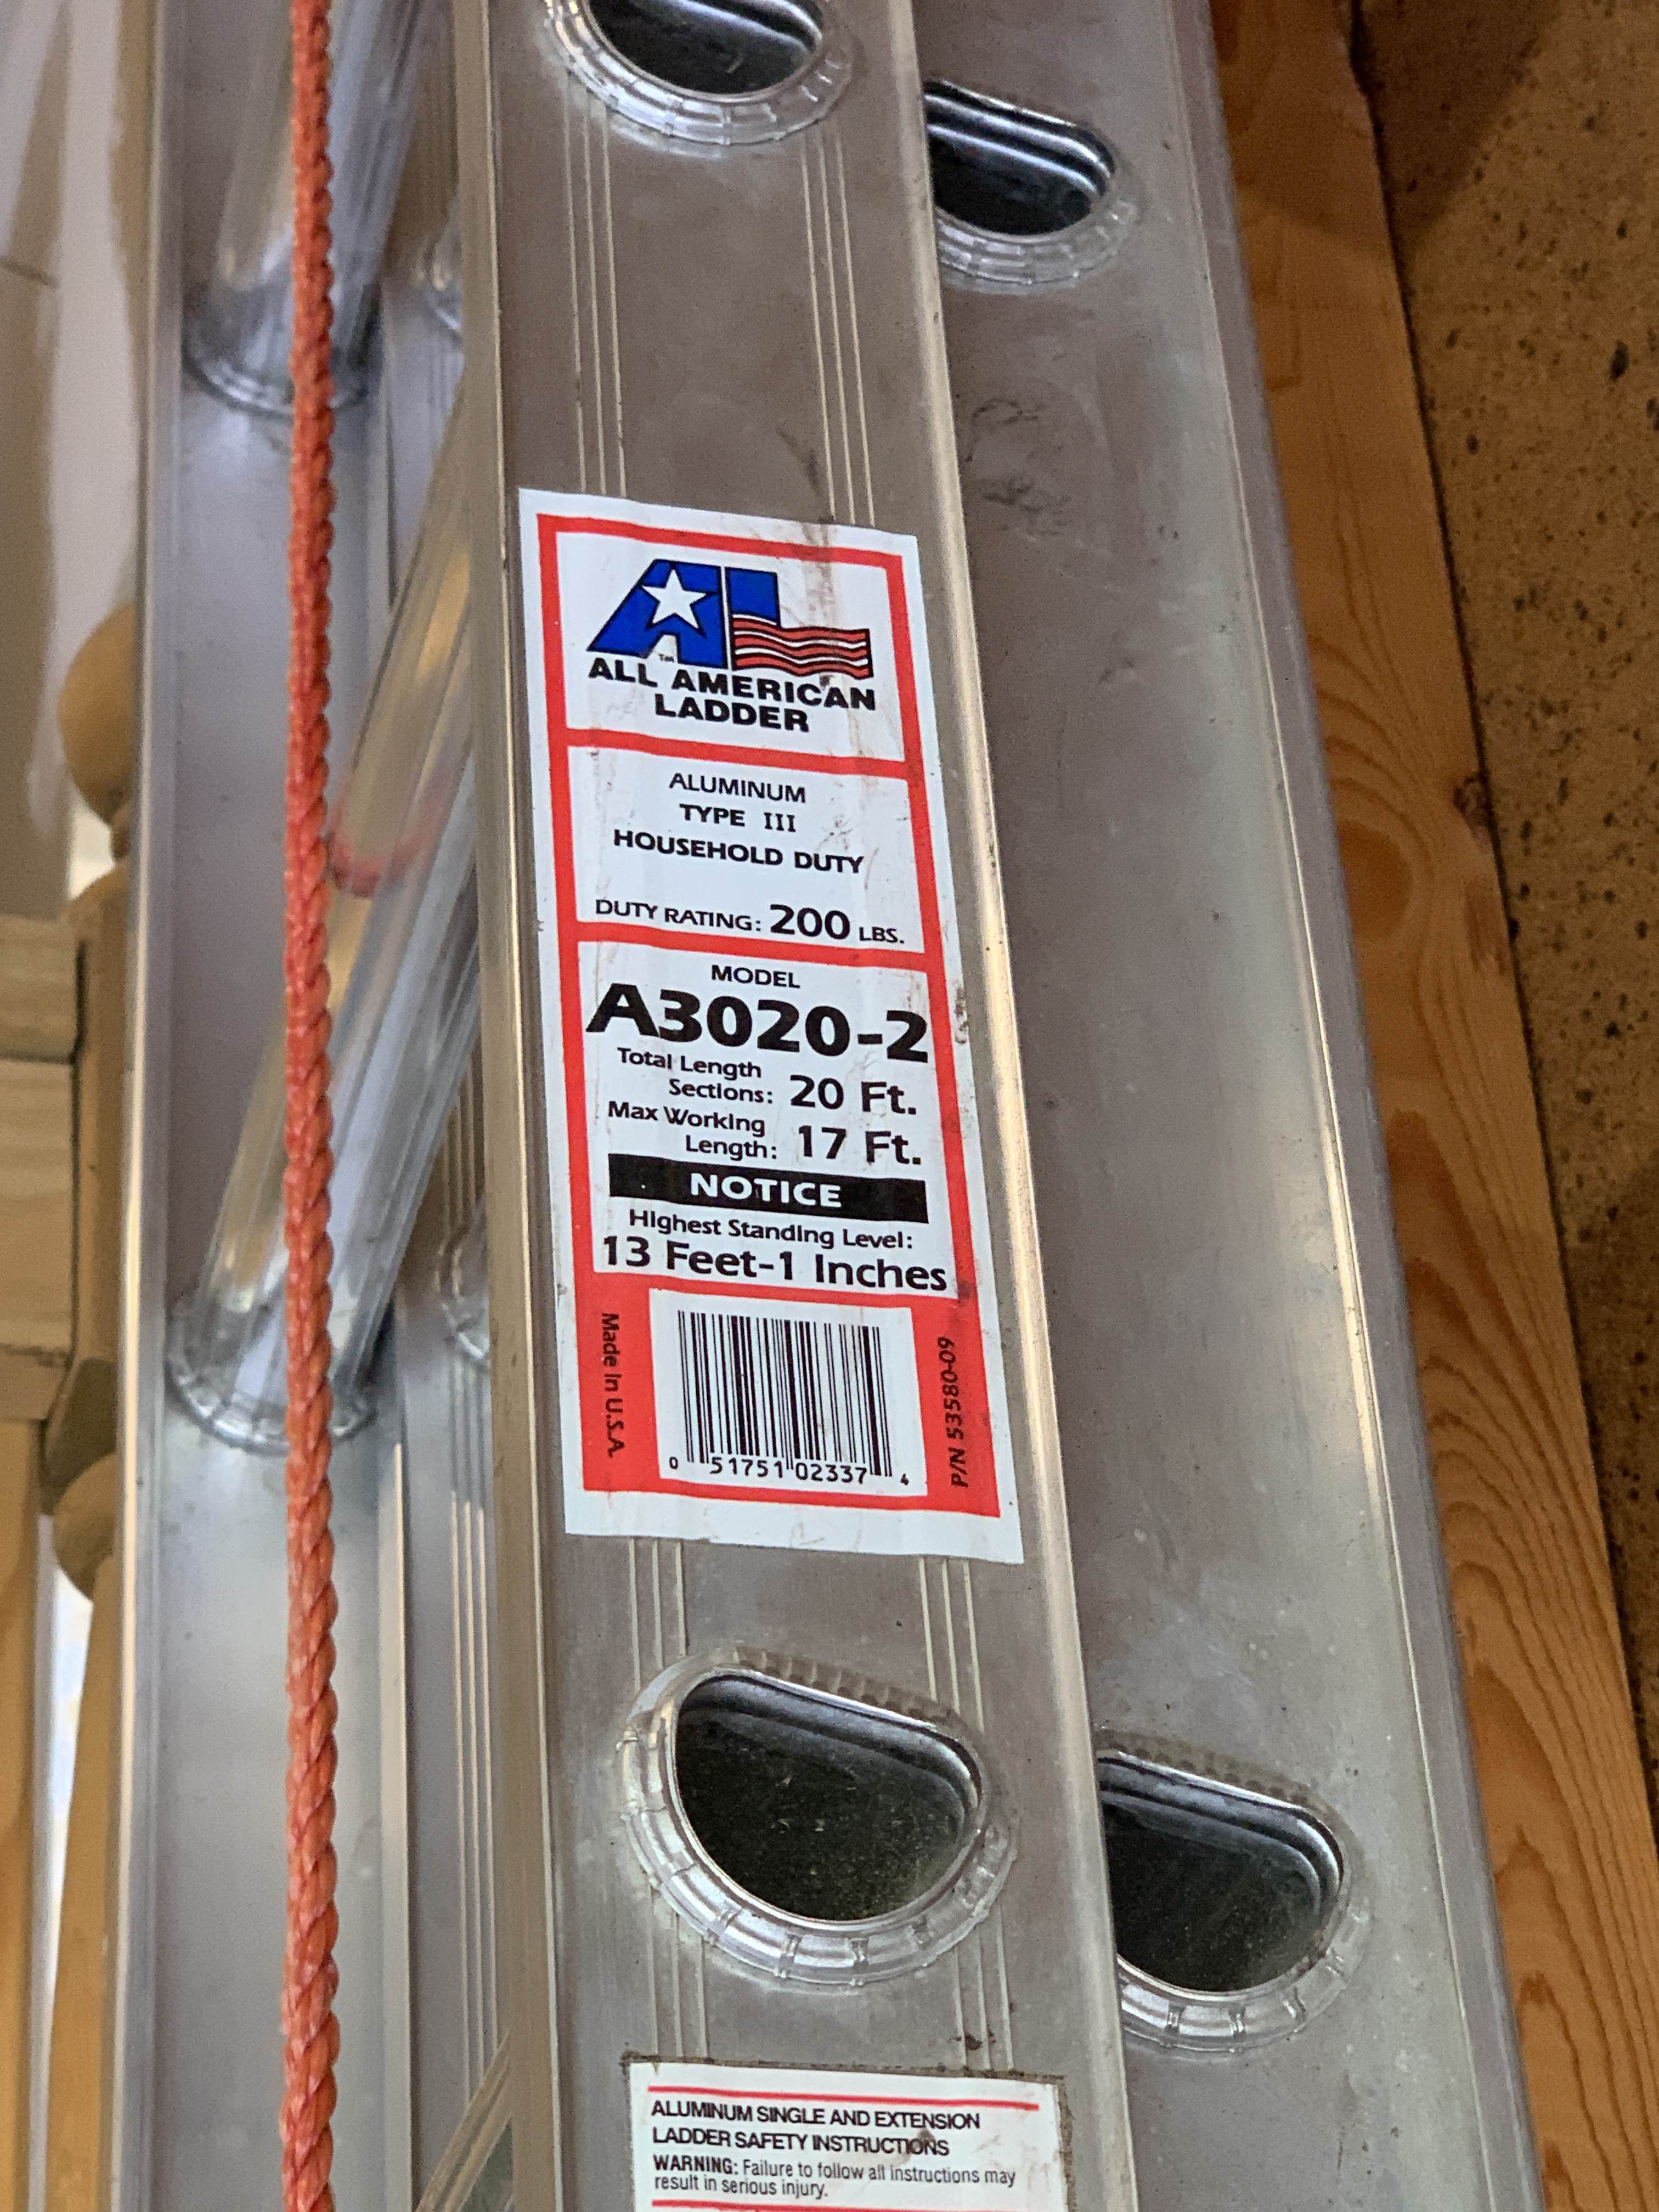 TM
ALL AMERICAN
LADDER
ALUMINUM
TYPE III
HOUSEHOLD DUTY
DUTY RATING: 200 LBS.
MODEL
A3020-2
Total Length
Sections: 20 Ft.
Max Working
Length: 17 Ft.
NOTICE
Highest Standing Level:
13 Feet-1 Inches
Made In U.S.A.
0 51751 02337 4
P/N 53580-09
ALUMINUM SINGLE AND EXTENSION
LADDER SAFETY INSTRUCTIONS
WARNING: Failure to follow all instructions may
result in serious injury.